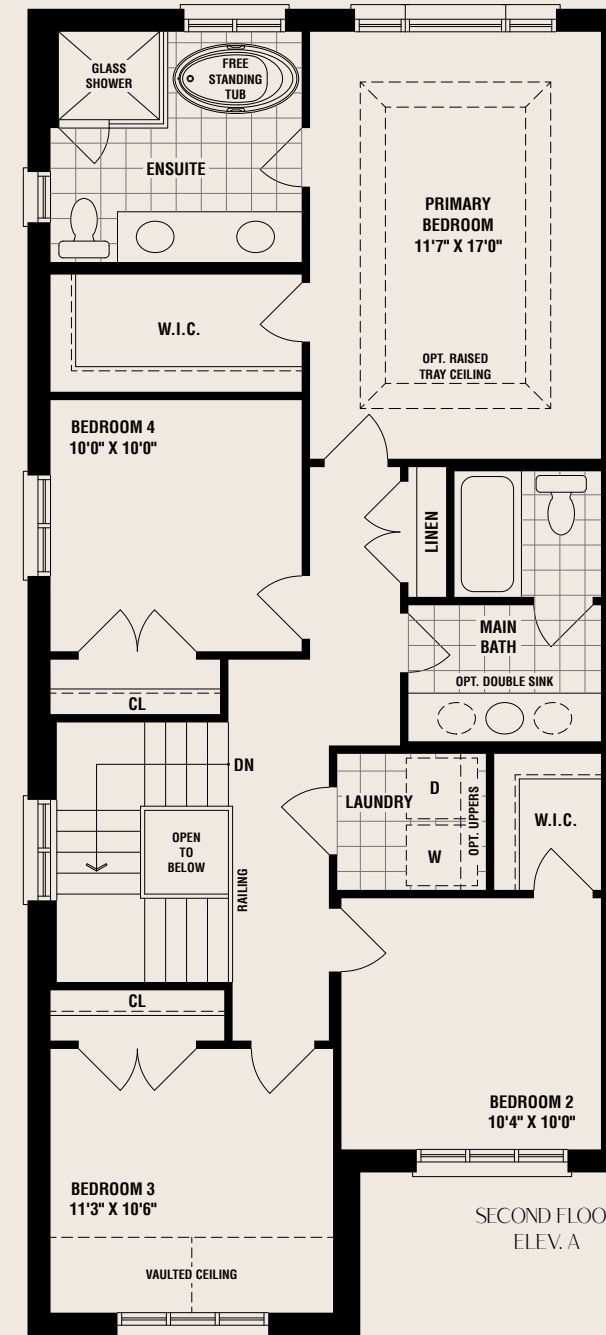 GLASS
SHOWER
FREE
STANDING
TUB
ENSUITE
PRIMARY
BEDROOM
11'7" X 17'0"
W.I.C.
OPT. RAISED
TRAY CEILING
BEDROOM 4
10'0" X 10'0"
LINEN
MAIN
BATH
OPT. DOUBLE SINK
CL
DN
LAUNDRY
D
W
OPT. UPPERS
W.I.C.
OPEN
TO
BELOW
RAILING
CL
BEDROOM 2
10'4" X 10'0"
BEDROOM 3
11'3" X 10'6"
VAULTED CEILING
SECOND FLOO
ELEV. A